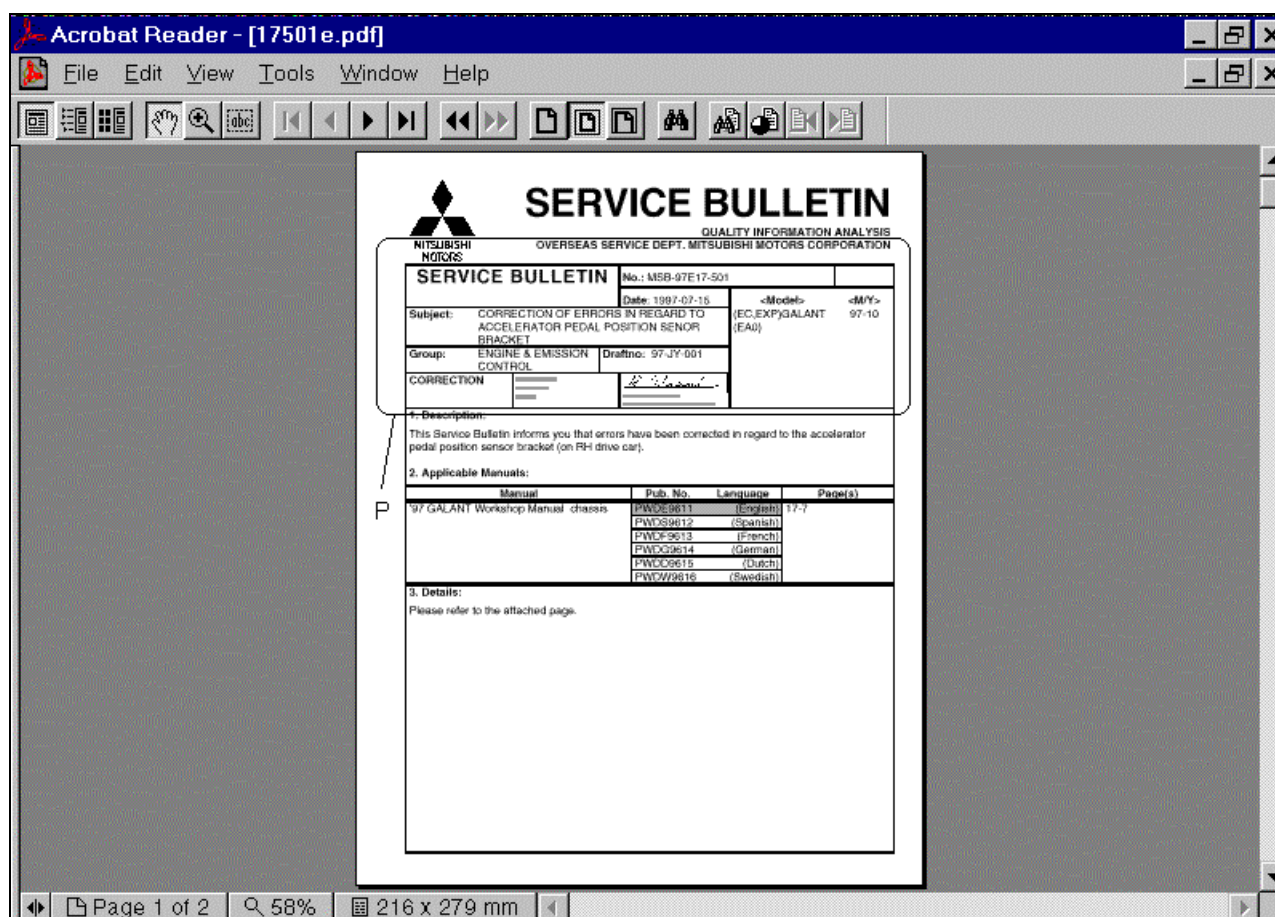 Acrobat Reader - [17501e.pdf]
File Edit View Tools Window Help
abc
SERVICE BULLETIN
QUALITY INFORMATION ANALYSIS
OVERSEAS SERVICE DEPT. MITSUBISHI MOTORS CORPORATION
MITSUBISHI
MOTORS
SERVICE BULLETIN
No.: MSB-97E17-501
Date: 1997-07-15
<Model> <M/Y>
Subject: CORRECTION OF ERRORS IN REGARD TO
ACCELERATOR PEDAL POSITION SENOR
BRACKET
(EC,EXP)GALANT 97-10
(EA0)
Group: ENGINE & EMISSION
CONTROL
Draftno: 97-JY-001
CORRECTION
1. Description:
This Service Bulletin informs you that errors have been corrected in regard to the accelerator
pedal position sensor bracket (on RH drive car).
2. Applicable Manuals:
P
Manual Pub. No. Language Page(s)
'97 GALANT Workshop Manual chassis PWDE9611 (English) 17-7
PWDS9612 (Spanish)
PWDF9613 (French)
PWDG9614 (German)
PWDD9615 (Dutch)
PWDW9616 (Swedish)
3. Details:
Please refer to the attached page.
Page 1 of 2 58% 216 x 279 mm